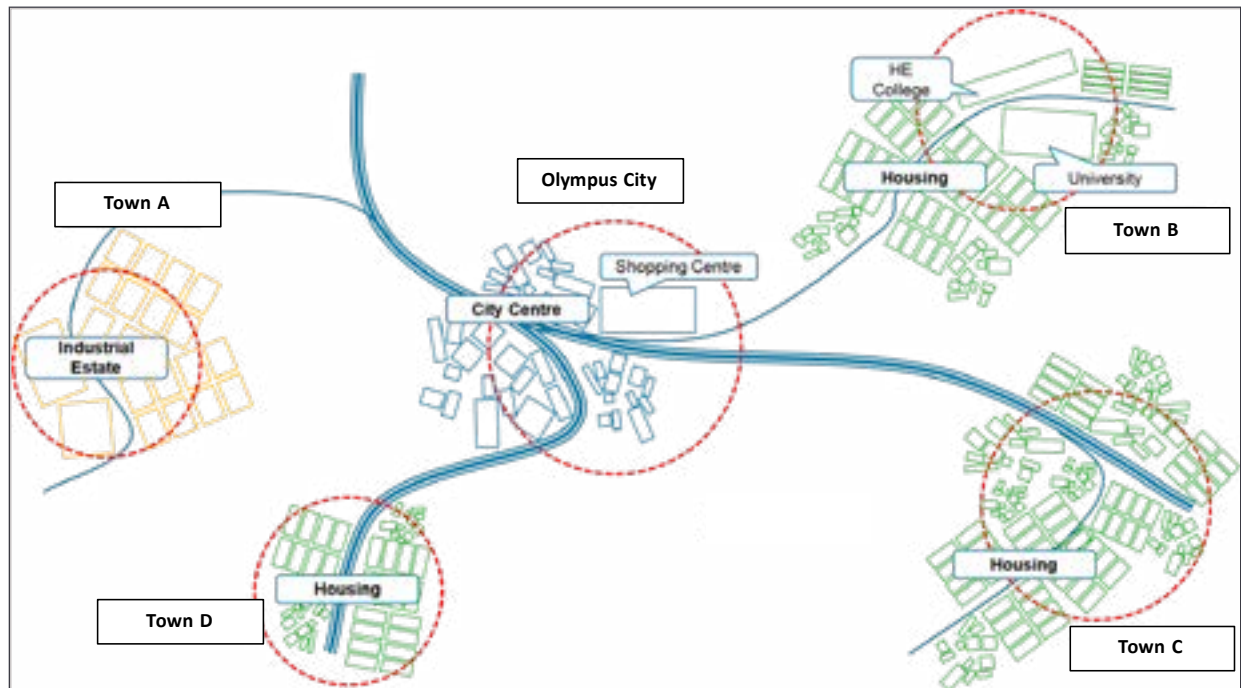 HE
College
Housing
University
Town B
Olympus City
Town A
Shopping Centre
City Centre
Industrial
Estate
Housing
Town D
Housing
Town C